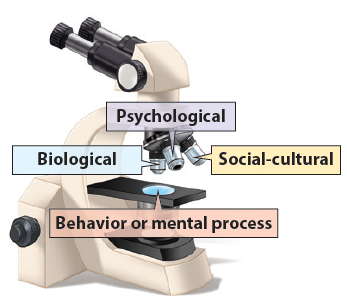 Psychological
Biological
Social-cultural
Behavior or mental process